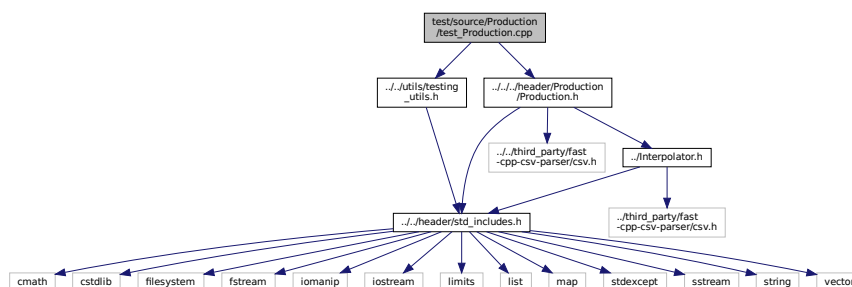 test/source/Production
/test_Production.cpp
../../utils/testing
_utils.h
../../../header/Production
/Production.h
../../third_party/fast
-cpp-csv-parser/csv.h
../Interpolator.h
../third_party/fast
-cpp-csv-parser/csv.h
../../header/std_includes.h
cmath
cstdlib
filesystem
fstream
iomanip
iostream
limits
list
map
stdexcept
sstream
string
vector